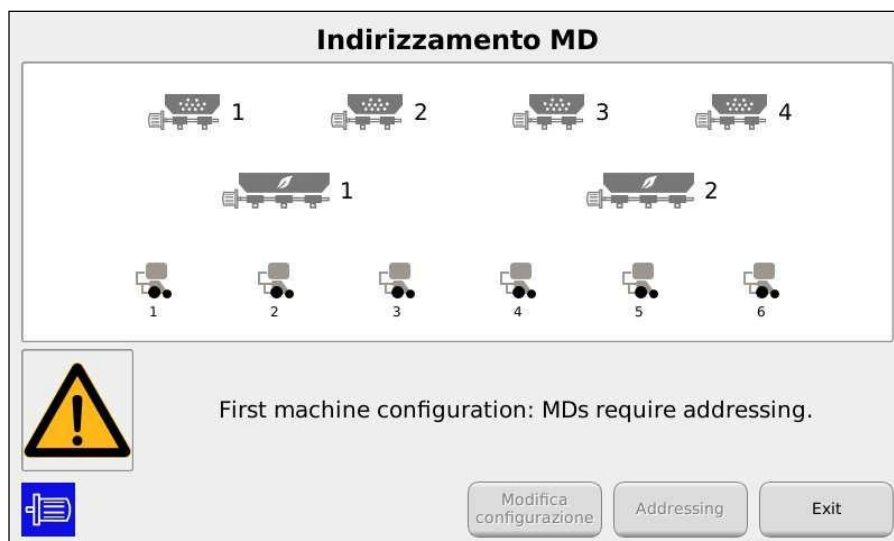 Indirizzamento MD
1 2 3 4
1 2
1 2 3 4 5 6
First machine configuration: MDs require addressing.
Modifica
configurazione
Addressing
Exit